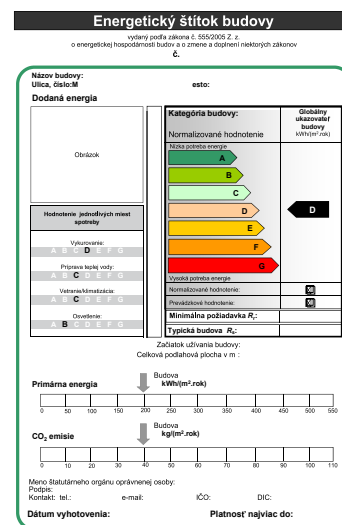 Energetický štítok budovy
vydaný podľa zákona č. 555/2005 Z. z.
o energetickej hospodárnosti budov a o zmene a doplnení niektorých zákonov
č.
Názov budovy:
Ulica, číslo:M esto:
Dodaná energia
Obrázok
Hodnotenie jednotlivých miest
spotreby
Vykurovanie:
A B C D E F G
Príprava teplej vody:
A B C D E F G
Vetranie/klimatizácia:
A B C D E F G
Osvetlenie:
A B C D E F G
Kategória budovy:
Normalizované hodnotenie
Globálny
ukazovateľ
budovy
kWh/(m².rok)
Nízka potreba energie
A
B
C
D
D
E
F
G
Vysoká potreba energie
Normalizované hodnotenie:
Prevádzkové hodnotenie:
Minimálna požiadavka Rr:
Typická budova Rs:
Začiatok užívania budovy:
Celková podlahová plocha v m :
Primárna energia
Budova
kWh/(m².rok)
0 50 100 150 200 250 300 350 400 450 500
CO₂ emisie
Budova
kg/(m².rok)
0 10 20 30 40 50 60 70 80 90 100 110
Meno štatutárneho orgánu oprávnenej osoby:
Podpis:
Kontakt: tel.: e-mail: IČO: DIC:
Dátum vyhotovenia: Platnosť najviac do: